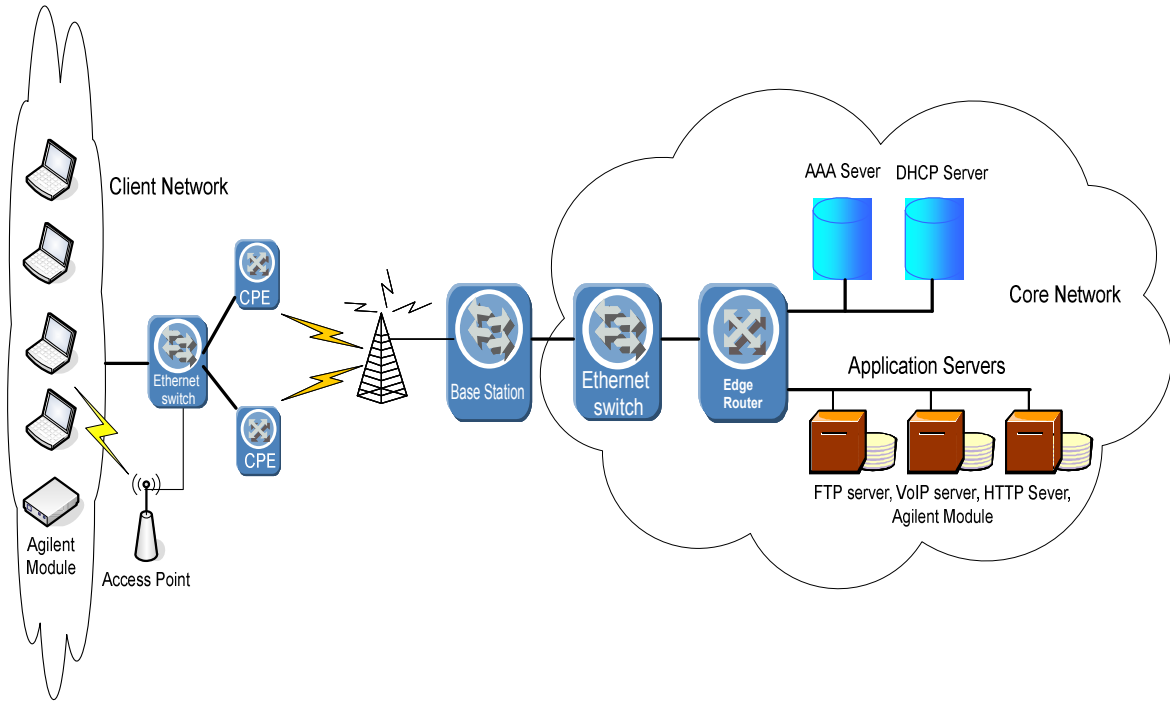 Client Network
CPE
Ethernet
switch
CPE
Agilent
Module
Access Point
Base Station
Ethernet
switch
Edge
Router
AAA Sever
DHCP Server
Core Network
Application Servers
FTP server, VoIP server, HTTP Sever,
Agilent Module